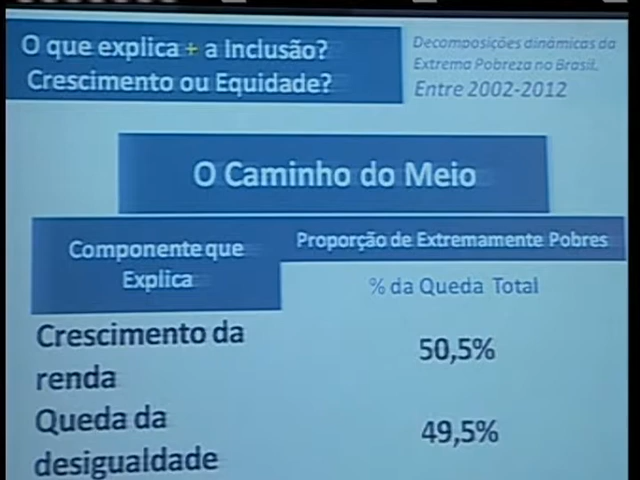 O que explica + a Inclusão?
Crescimento ou Equidade?
Decomposições dinâmicas da
Extrema Pobreza no Brasil,
Entre 2002-2012
O Caminho do Meio
Componente que
Explica
Proporção de Extremamente Pobres
% da Queda Total
Crescimento da
renda
50,5%
Queda da
desigualdade
49,5%